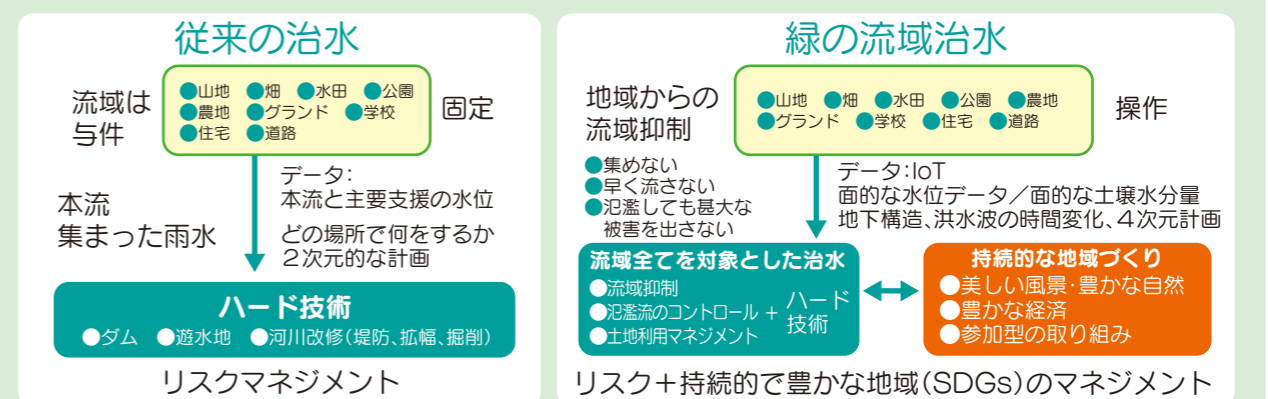 従来の治水
流域は
与件
●山地 ●畑 ●水田 ●公園
●農地 ●グランド ●学校
●住宅 ●道路
固定
本流
集まった雨水
データ：
本流と主要支援の水位
どの場所で何をするか
２次元的な計画
ハード技術
●ダム ●遊水地 ●河川改修（堤防、拡幅、掘削）
リスクマネジメント
緑の流域治水
地域からの
流域抑制
●集めない
●早く流さない
●氾濫しても甚大な
被害を出さない
●山地 ●畑 ●水田 ●公園 ●農地
●グランド ●学校 ●住宅 ●道路
操作
データ：IoT
面的な水位データ／面的な土壌水分量
地下構造、洪水波の時間変化、４次元計画
流域全てを対象とした治水
●流域抑制
●氾濫流のコントロール
●土地利用マネジメント
＋ ハード
技術
持続的な地域づくり
●美しい風景・豊かな自然
●豊かな経済
●参加型の取り組み
リスク＋持続的で豊かな地域（SDGs）のマネジメント